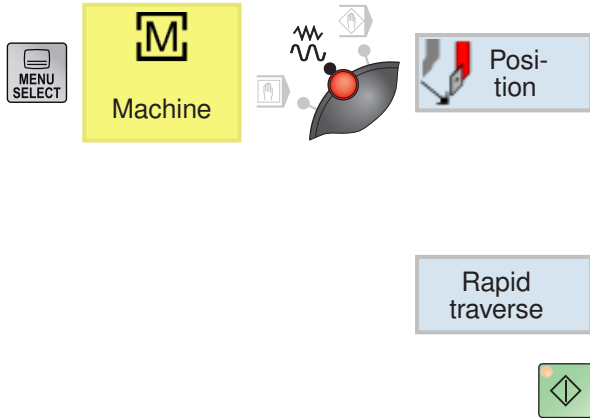 MENU
SELECT
M
Machine
Posi-
tion
Rapid
traverse